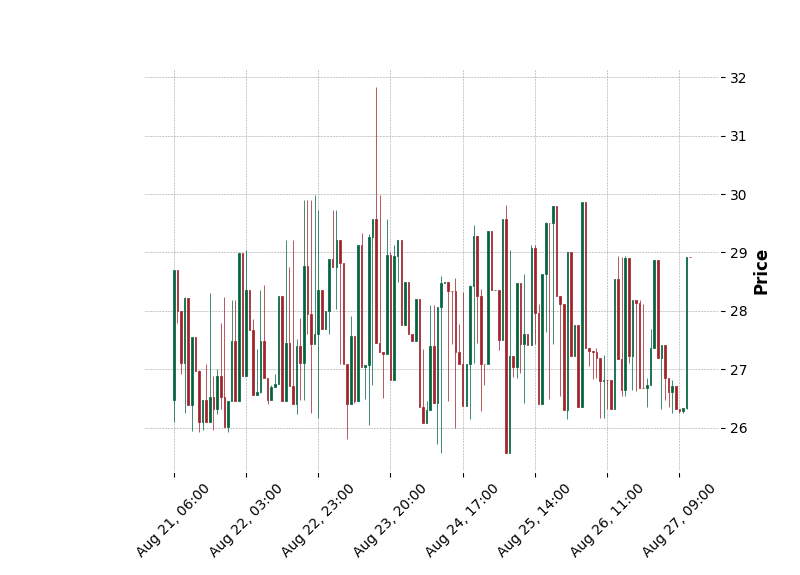 32
31
30
29
28
27
26
Price
Aug 21, 06:00
Aug 22, 03:00
Aug 22, 23:00
Aug 23, 20:00
Aug 24, 17:00
Aug 25, 14:00
Aug 26, 11:00
Aug 27, 09:00